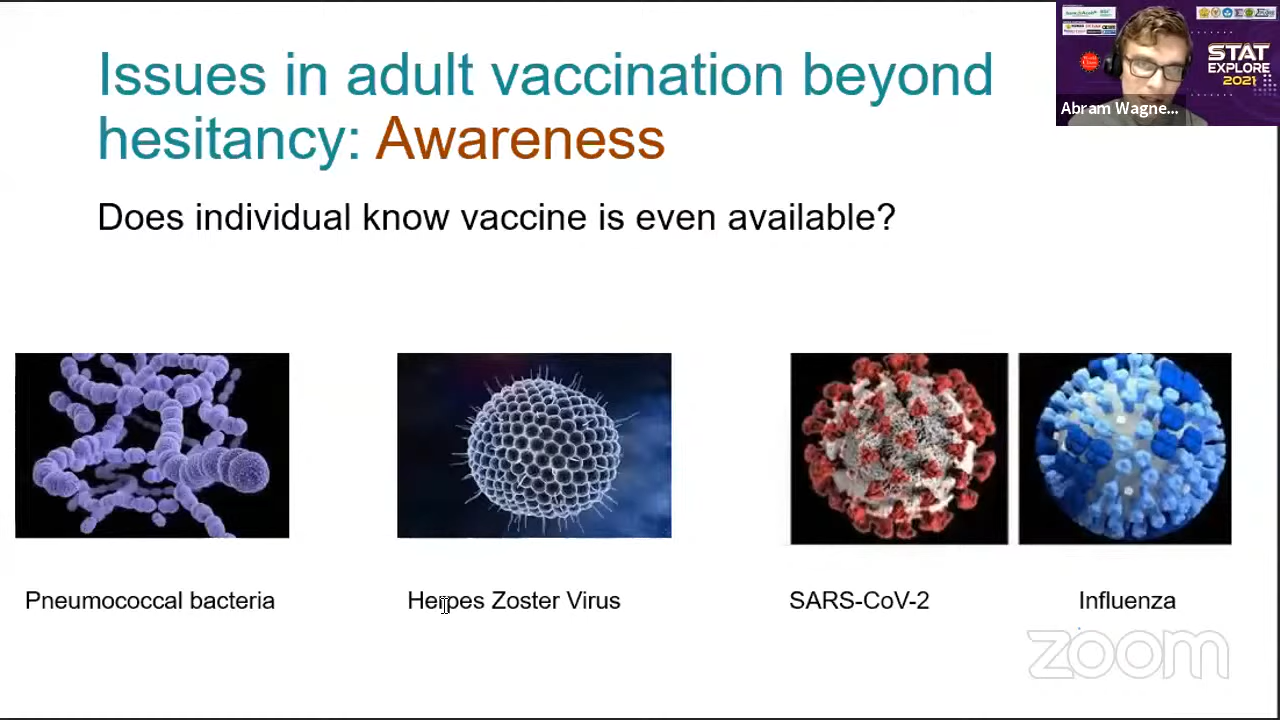 Issues in adult vaccination beyond
hesitancy: Awareness
Does individual know vaccine is even available?
STAT
EXPLORE
2021
Abram Wagne...
Pneumococcal bacteria
Herpes Zoster Virus
SARS-CoV-2
Influenza
zoom